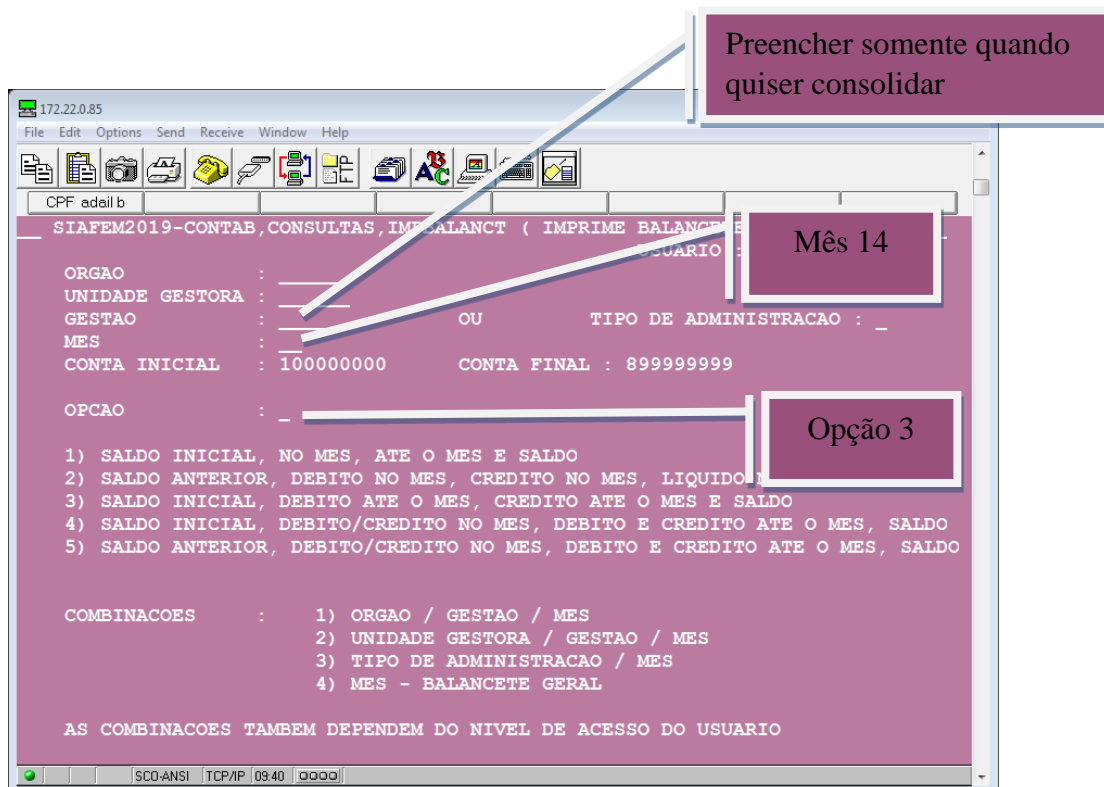 Preencher somente quando
quiser consolidar
172.22.0.85
File Edit Options Send Receive Window Help
CPF adail b
SIAFEM2019-CONTAB,CONSULTAS,IMPBALANCT ( IMPRIME BALANCETE
USUARIO :
Mês 14
ORGAO :
UNIDADE GESTORA :
GESTAO : OU TIPO DE ADMINISTRACAO : _
MES :
CONTA INICIAL : 100000000 CONTA FINAL : 899999999
OPCAO : _
Opção 3
1) SALDO INICIAL, NO MES, ATE O MES E SALDO
2) SALDO ANTERIOR, DEBITO NO MES, CREDITO NO MES, LIQUIDO
3) SALDO INICIAL, DEBITO ATE O MES, CREDITO ATE O MES E SALDO
4) SALDO INICIAL, DEBITO/CREDITO NO MES, DEBITO E CREDITO ATE O MES, SALDO
5) SALDO ANTERIOR, DEBITO/CREDITO NO MES, DEBITO E CREDITO ATE O MES, SALDO
COMBINACOES : 1) ORGAO / GESTAO / MES
2) UNIDADE GESTORA / GESTAO / MES
3) TIPO DE ADMINISTRACAO / MES
4) MES - BALANCETE GERAL
AS COMBINACOES TAMBEM DEPENDEM DO NIVEL DE ACESSO DO USUARIO
SCO-ANSI TCP/IP 09:40